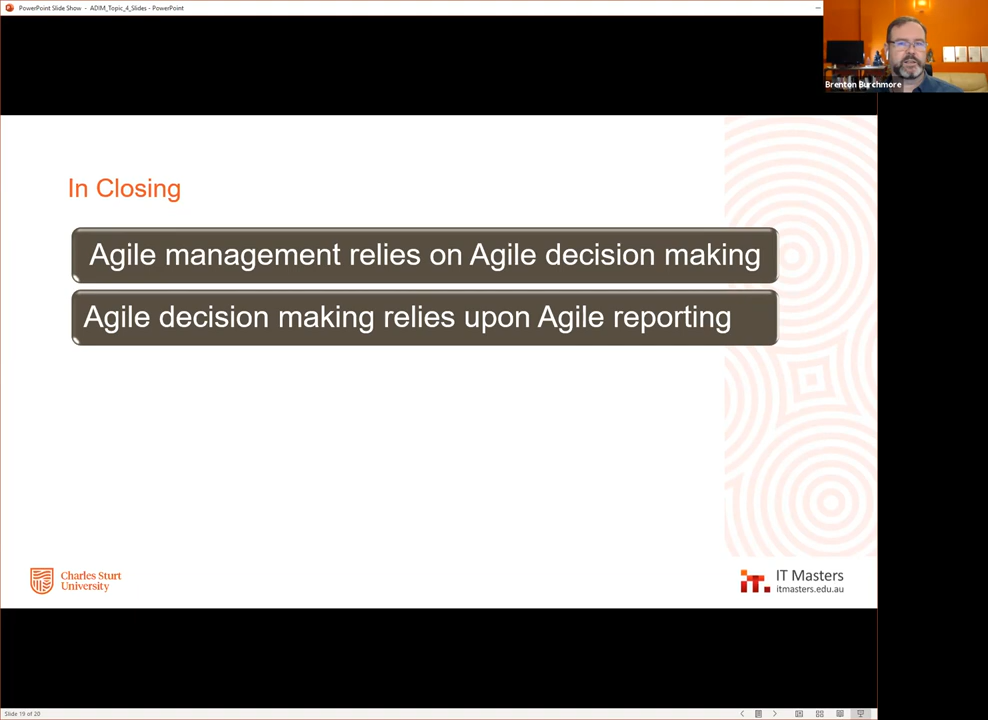 PowerPoint Slide Show - ADIM_Topic_4_Slides - PowerPoint
Brenton Burchmore
In Closing
Agile management relies on Agile decision making
Agile decision making relies upon Agile reporting
Charles Sturt
University
iT.
IT Masters
itmasters.edu.au
Slide 19 of 20